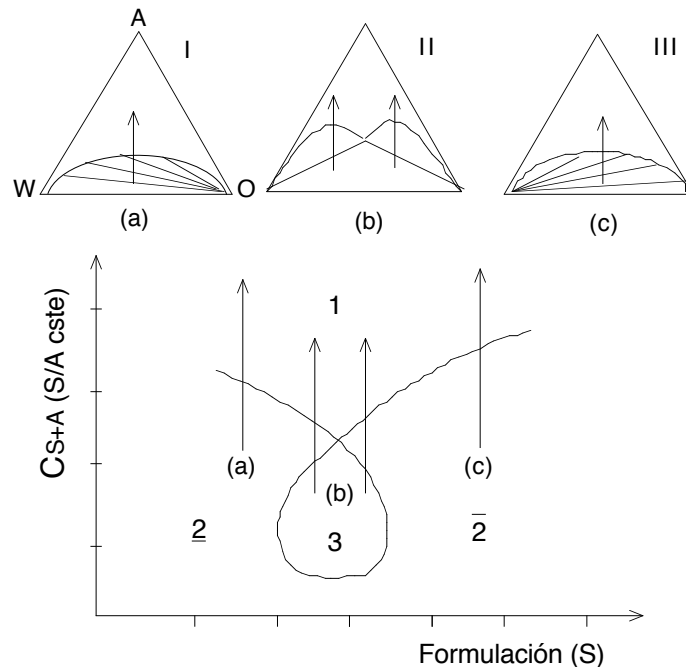 A
I
II
III
W
O
(a)
(b)
(c)
CS+A (S/A cste)
1
(a)
(b)
(c)
2
3
2
Formulación (S)